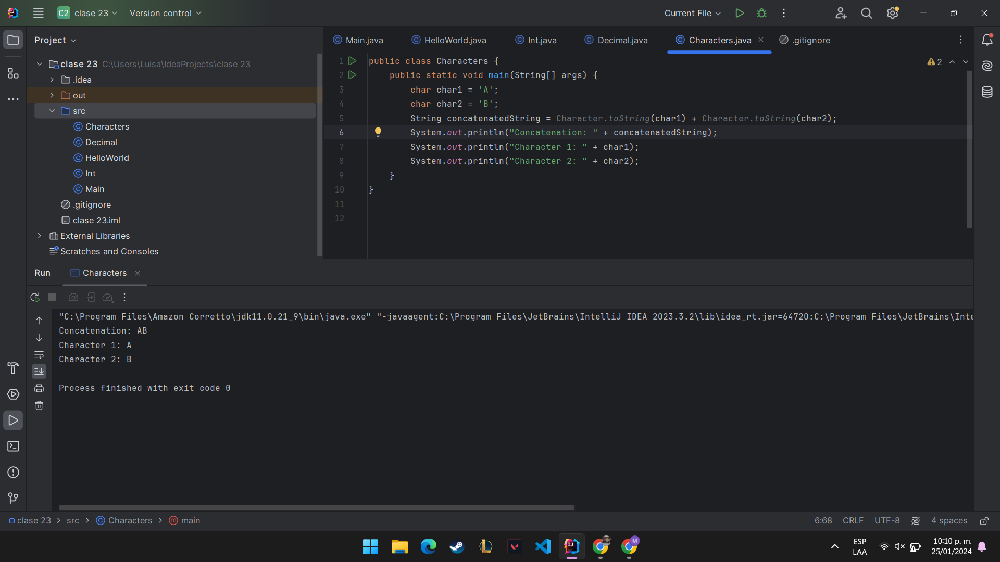 C2 clase 23 Version control Current File
Project
Main.java HelloWorld.java Int.java Decimal.java Characters.java .gitignore
clase 23 C:\Users\Luisa\IdeaProjects\clase 23
.idea
out
src
Characters
Decimal
HelloWorld
Int
Main
.gitignore
clase 23.iml
External Libraries
Scratches and Consoles
2
1 public class Characters {
2 public static void main(String[] args) {
3 char char1 = 'A';
4 char char2 = 'B';
5 String concatenatedString = Character.toString(char1) + Character.toString(char2);
6 System.out.println("Concatenation: " + concatenatedString);
7 System.out.println("Character 1: " + char1);
8 System.out.println("Character 2: " + char2);
9 }
10 }
11
12
Run Characters
"C:\Program Files\Amazon Corretto\jdk11.0.21_9\bin\java.exe" "-javaagent:C:\Program Files\JetBrains\IntelliJ IDEA 2023.3.2\lib\idea_rt.jar=64720:C:\Program Files\JetBrains\Inte
Concatenation: AB
Character 1: A
Character 2: B
Process finished with exit code 0
clase 23 src Characters main 6:68 CRLF UTF-8 4 spaces
ESP
LAA
10:10 p. m.
25/01/2024